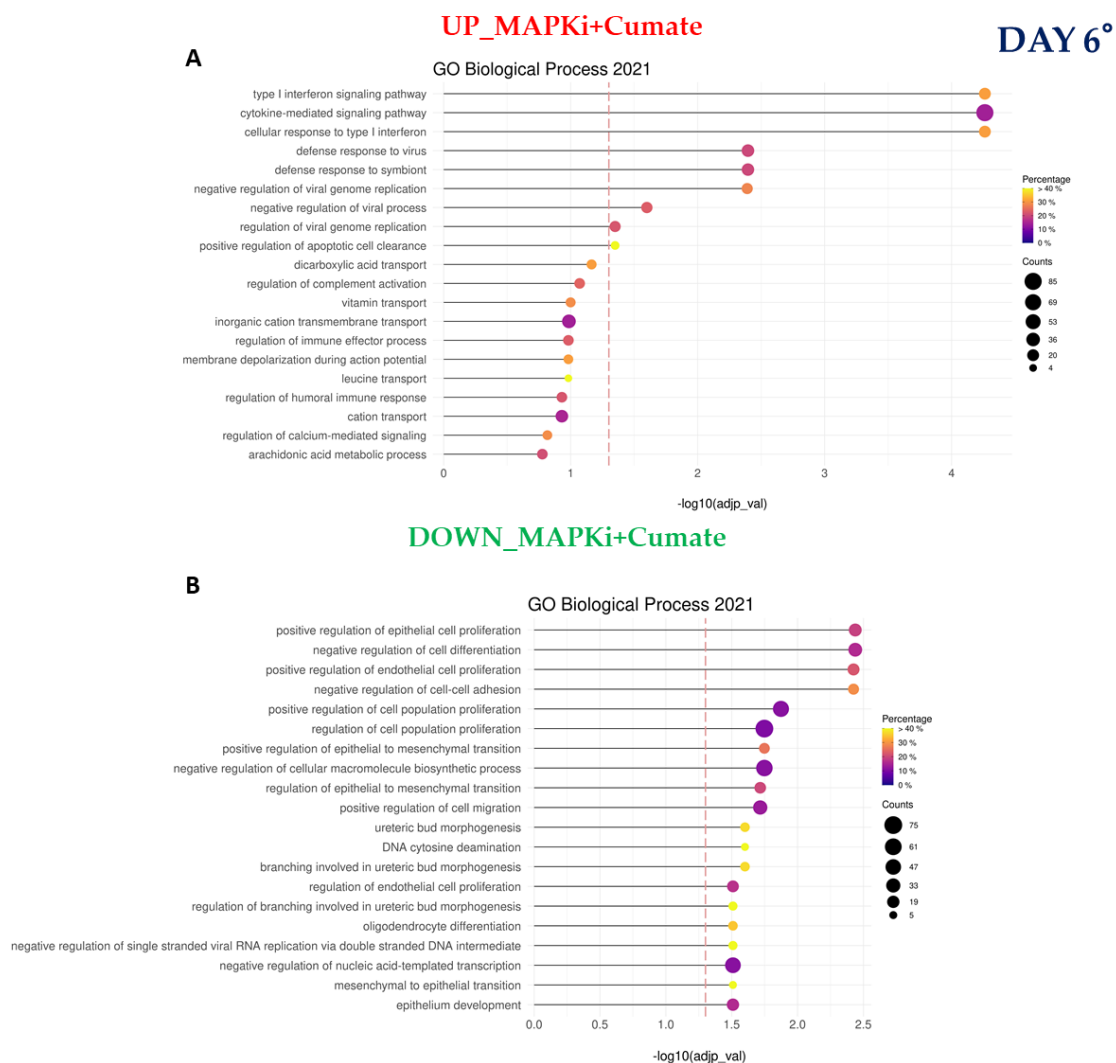 UP_MAPKi+Cumate
DAY 6°
A
GO Biological Process 2021
type I interferon signaling pathway
cytokine-mediated signaling pathway
cellular response to type I interferon
defense response to virus
defense response to symbiont
negative regulation of viral genome replication
negative regulation of viral process
regulation of viral genome replication
positive regulation of apoptotic cell clearance
dicarboxylic acid transport
regulation of complement activation
vitamin transport
inorganic cation transmembrane transport
regulation of immune effector process
membrane depolarization during action potential
leucine transport
regulation of humoral immune response
cation transport
regulation of calcium-mediated signaling
arachidonic acid metabolic process
0 1 2 3 4
-log10(adjp_val)
Percentage
> 40 %
30 %
20 %
10 %
0 %
Counts
85
69
53
36
20
4
DOWN_MAPKi+Cumate
B
GO Biological Process 2021
positive regulation of epithelial cell proliferation
negative regulation of cell differentiation
positive regulation of endothelial cell proliferation
negative regulation of cell-cell adhesion
positive regulation of cell population proliferation
regulation of cell population proliferation
positive regulation of epithelial to mesenchymal transition
negative regulation of cellular macromolecule biosynthetic process
regulation of epithelial to mesenchymal transition
positive regulation of cell migration
ureteric bud morphogenesis
DNA cytosine deamination
branching involved in ureteric bud morphogenesis
regulation of endothelial cell proliferation
regulation of branching involved in ureteric bud morphogenesis
oligodendrocyte differentiation
negative regulation of single stranded viral RNA replication via double stranded DNA intermediate
negative regulation of nucleic acid-templated transcription
mesenchymal to epithelial transition
epithelium development
0.0 0.5 1.0 1.5 2.0 2.5
-log10(adjp_val)
Percentage
> 40 %
30 %
20 %
10 %
0 %
Counts
75
61
47
33
19
5